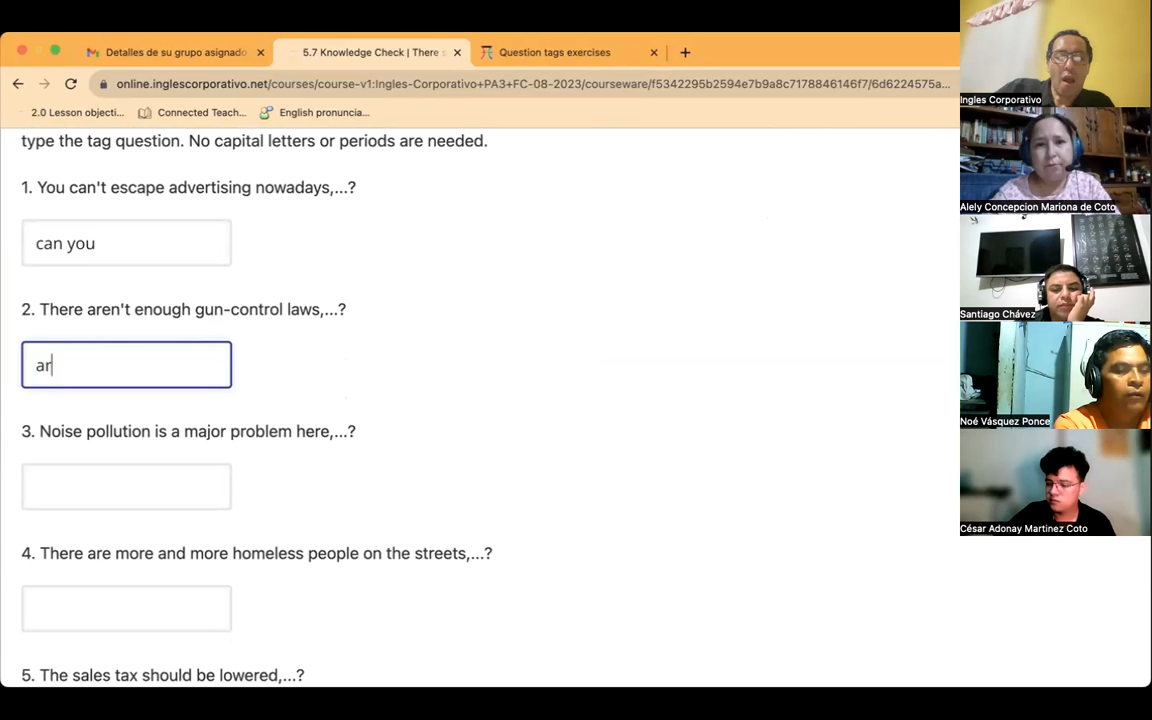 Detalles de su grupo asignado
5.7 Knowledge Check | There
Question tags exercises
online.inglescorporativo.net/courses/course-v1:Ingles-Corporativo+PA3+FC-08-2023/courseware/f5342295b2594e7b9a8c7178846146f7/6d6224575a...
2.0 Lesson objecti...
Connected Teach...
English pronuncia...
type the tag question. No capital letters or periods are needed.
1. You can't escape advertising nowadays,...?
can you
2. There aren't enough gun-control laws,...?
ar
3. Noise pollution is a major problem here,...?
4. There are more and more homeless people on the streets,...?
5. The sales tax should be lowered,...?
Ingles Corporativo
Alely Concepcion Mariona de Coto
Santiago Chávez
Noé Vásquez Ponce
César Adonay Martinez Coto